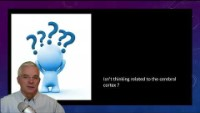 Isn't thinking related to the cerebral
cortex ?